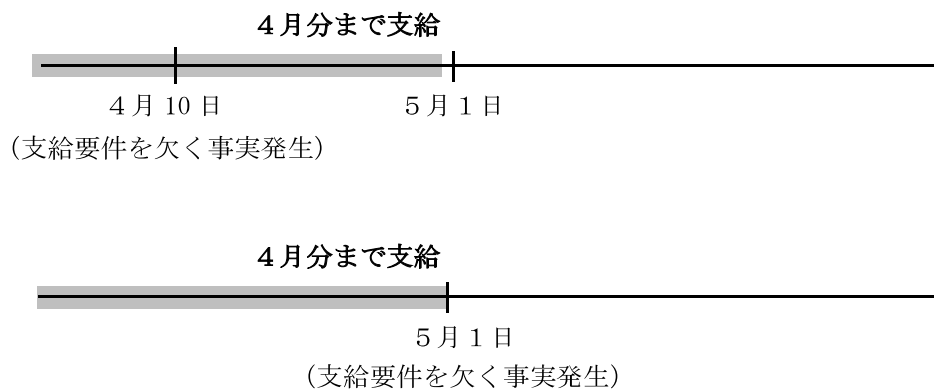 ４月分まで支給
４月 10 日　５月１日
（支給要件を欠く事実発生）
４月分まで支給
５月１日
（支給要件を欠く事実発生）